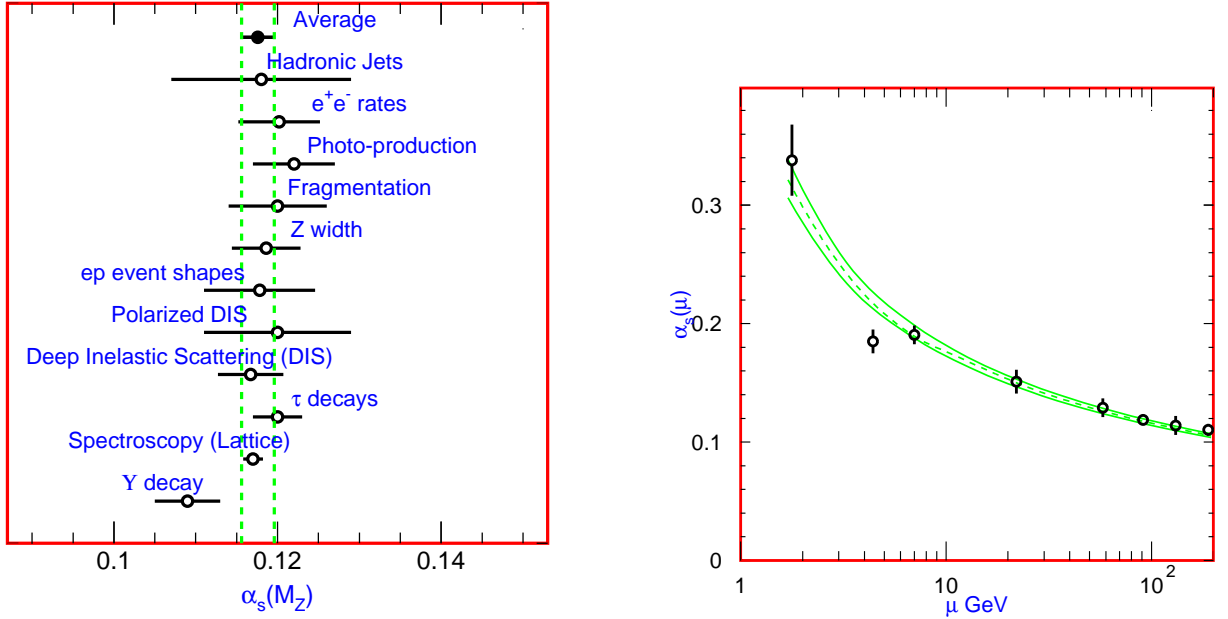 Average
Hadronic Jets
e⁺e⁻ rates
Photo-production
Fragmentation
Z width
ep event shapes
Polarized DIS
Deep Inelastic Scattering (DIS)
τ decays
Spectroscopy (Lattice)
Υ decay
0.1 0.12 0.14
αₛ(M_Z)
0.3
0.2
0.1
0
αₛ(μ)
1 10 10²
μ GeV